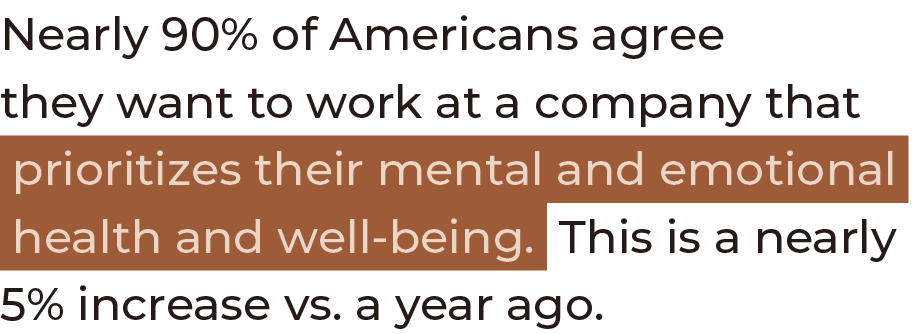 Nearly 90% of Americans agree
they want to work at a company that
prioritizes their mental and emotional
health and well-being. This is a nearly
5% increase vs. a year ago.